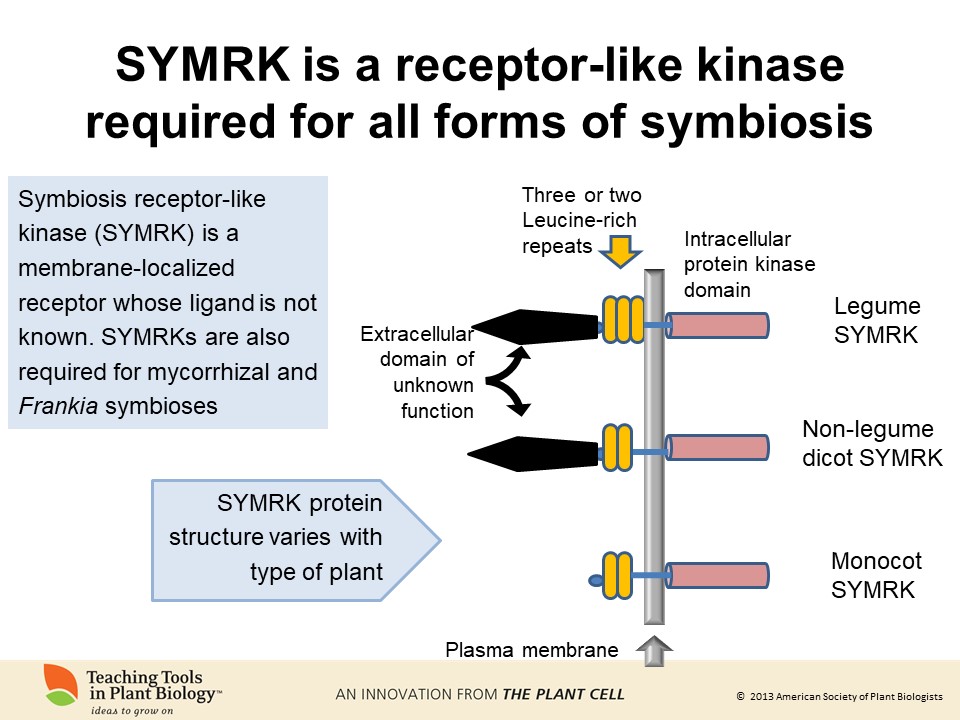 SYMRK is a receptor-like kinase
required for all forms of symbiosis
Symbiosis receptor-like
kinase (SYMRK) is a
membrane-localized
receptor whose ligand is not
known. SYMRKs are also
required for mycorrhizal and
Frankia symbioses
Three or two
Leucine-rich
repeats
Intracellular
protein kinase
domain
Legume
SYMRK
Extracellular
domain of
unknown
function
Non-legume
dicot SYMRK
SYMRK protein
structure varies with
type of plant
Monocot
SYMRK
Plasma membrane
Teaching Tools
in Plant Biology™
ideas to grow on
AN INNOVATION FROM THE PLANT CELL
© 2013 American Society of Plant Biologists